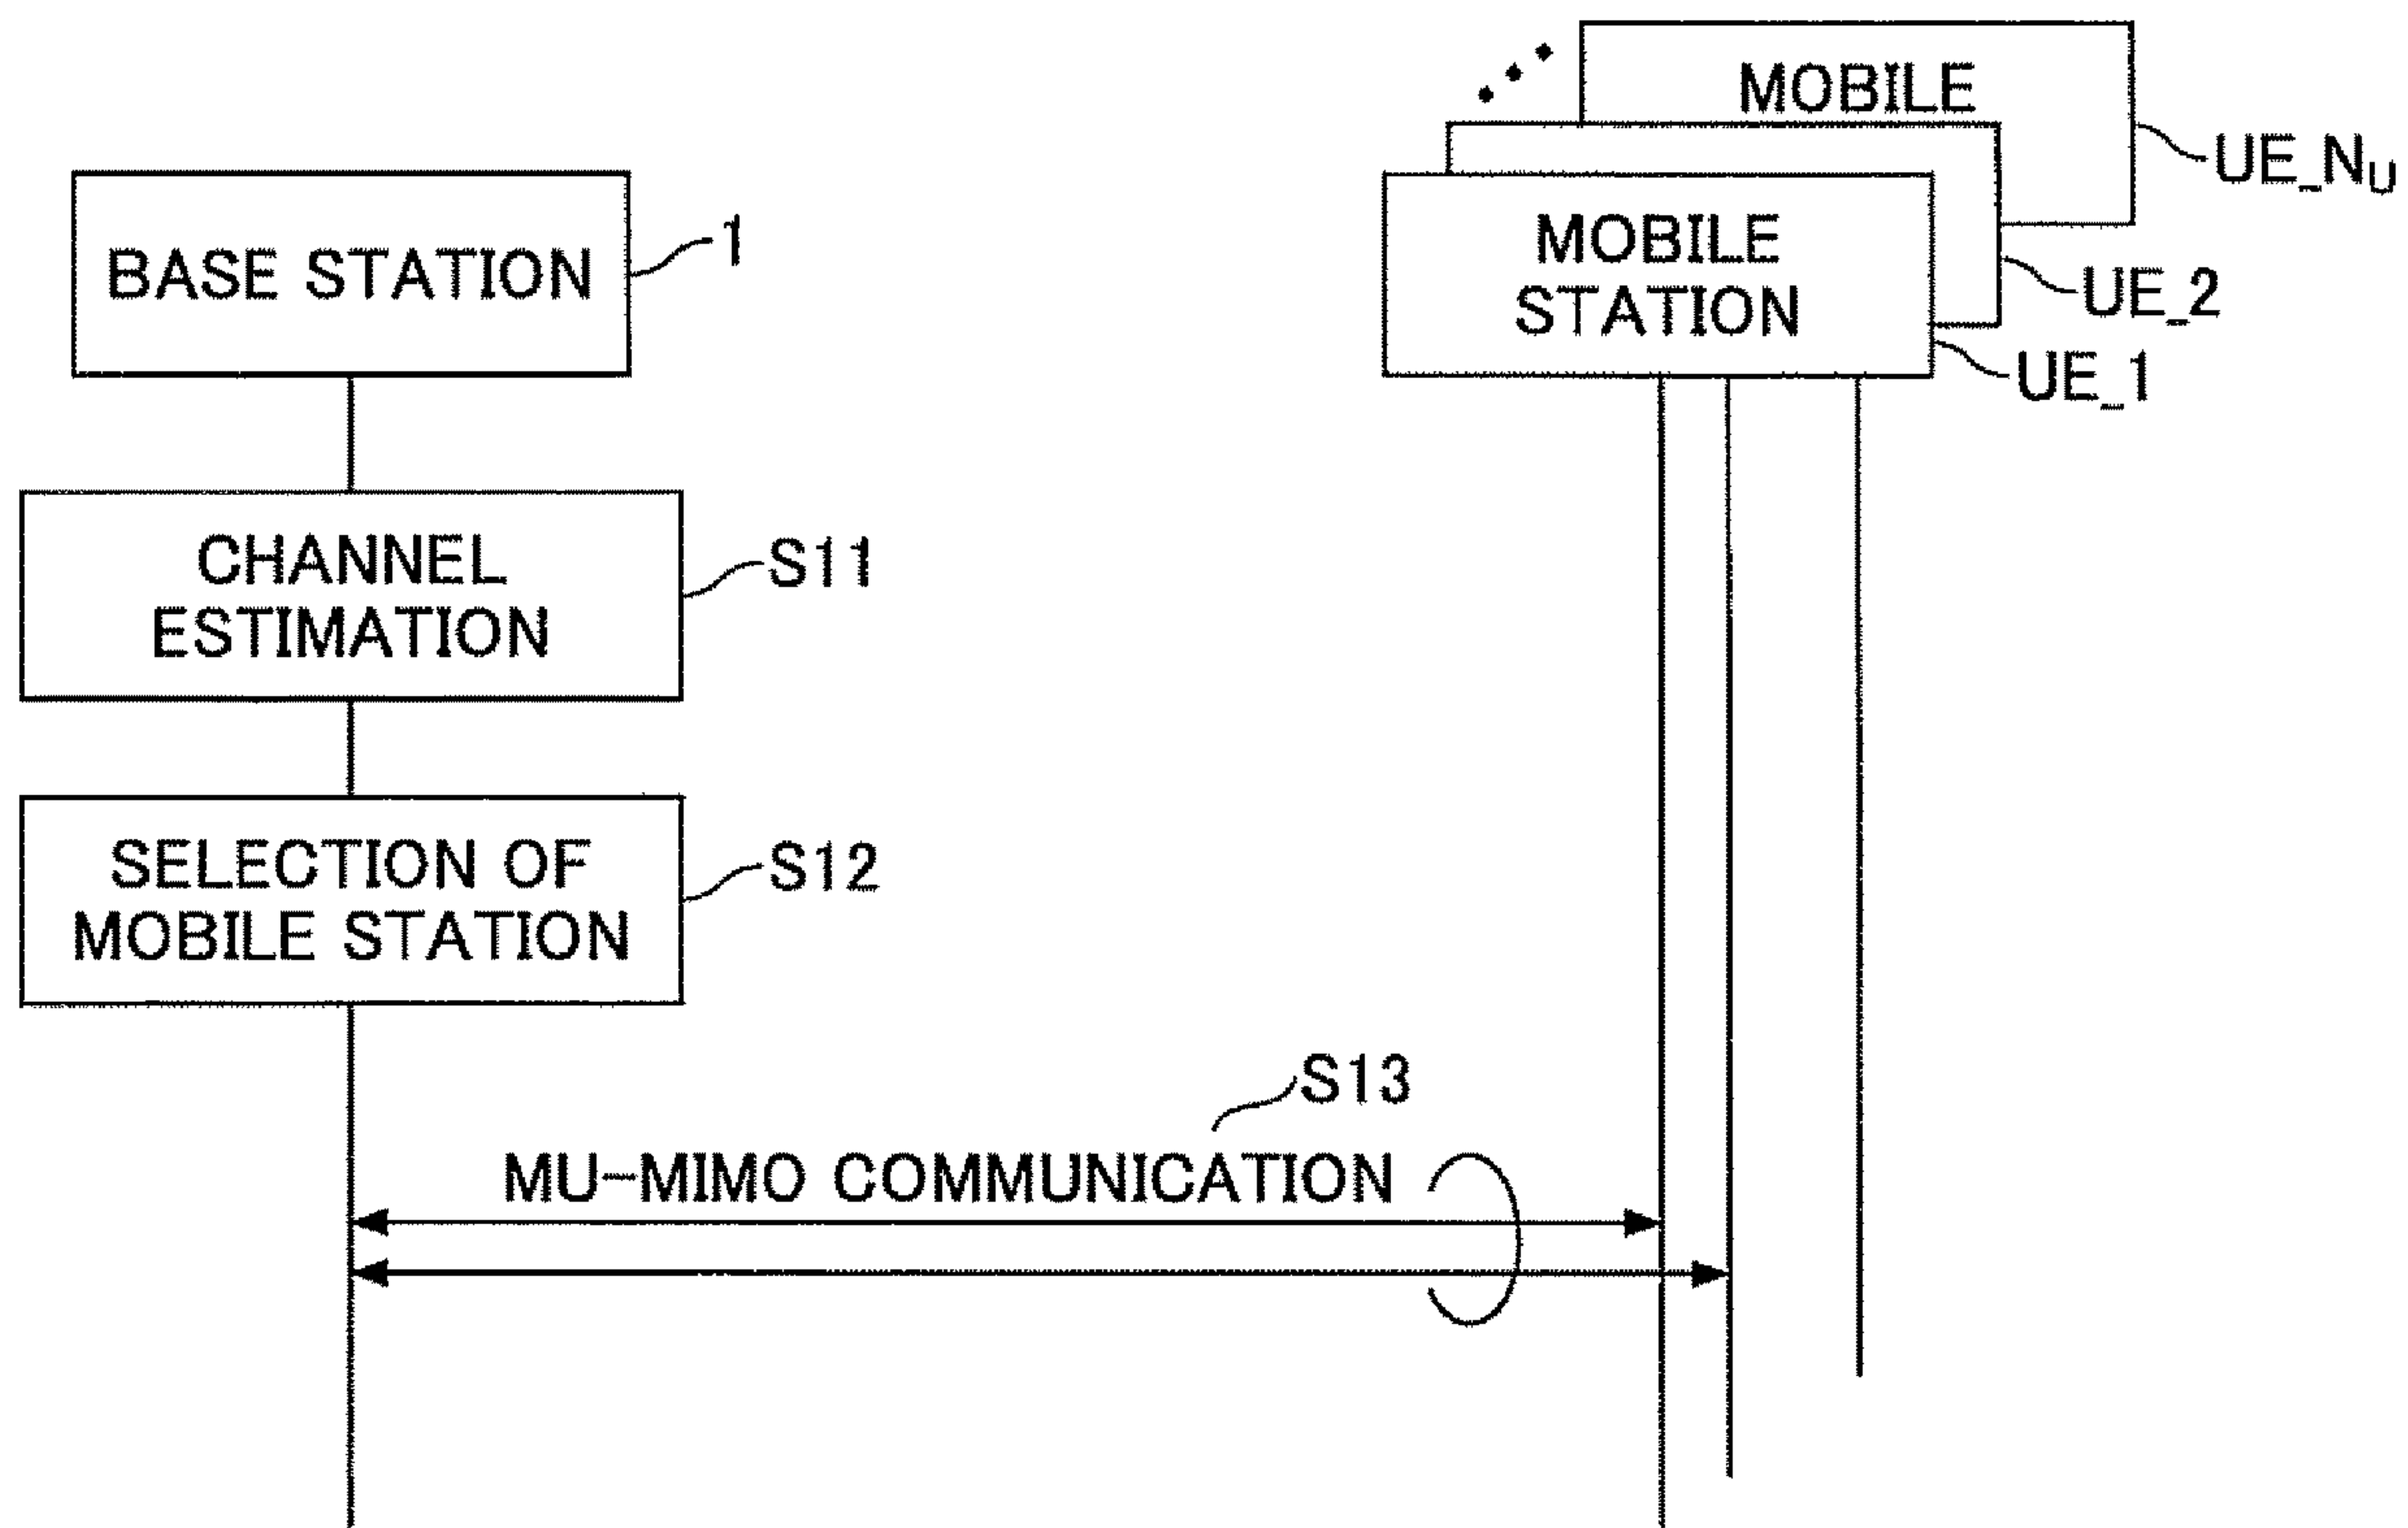 MOBILE
UE_NU
MOBILE
STATION
UE_2
UE_1
BASE STATION
1
CHANNEL
ESTIMATION
S11
SELECTION OF
MOBILE STATION
S12
S13
MU-MIMO COMMUNICATION